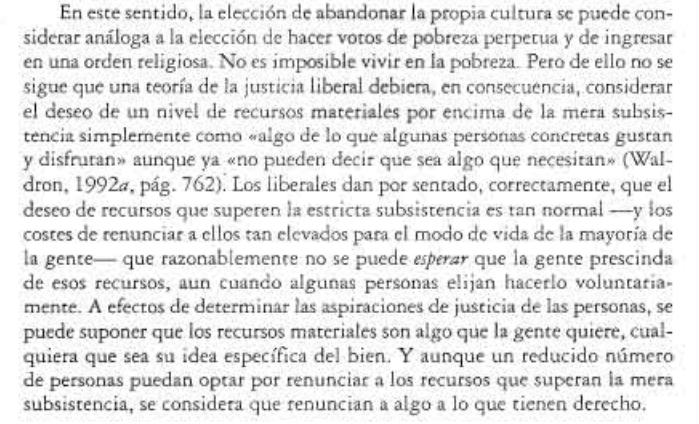 En este sentido, la elección de abandonar la propia cultura se puede con-
siderar análoga a la elección de hacer votos de pobreza perpetua y de ingresar
en una orden religiosa. No es imposible vivir en la pobreza. Pero de ello no se
sigue que una teoría de la justicia liberal debiera, en consecuencia, considerar
el deseo de un nivel de recursos materiales por encima de la mera subsis-
tencia simplemente como «algo de lo que algunas personas concretas gustan
y disfrutan» aunque ya «no pueden decir que sea algo que necesitan» (Wal-
dron, 1992a, pág. 762). Los liberales dan por sentado, correctamente, que el
deseo de recursos que superen la estricta subsistencia es tan normal —y los
costes de renunciar a ellos tan elevados para el modo de vida de la mayoría de
la gente— que razonablemente no se puede esperar que la gente prescinda
de esos recursos, aun cuando algunas personas elijan hacerlo voluntaria-
mente. A efectos de determinar las aspiraciones de justicia de las personas, se
puede suponer que los recursos materiales son algo que la gente quiere, cual-
quiera que sea su idea específica del bien. Y aunque un reducido número
de personas puedan optar por renunciar a los recursos que superan la mera
subsistencia, se considera que renuncian a algo a lo que tienen derecho.